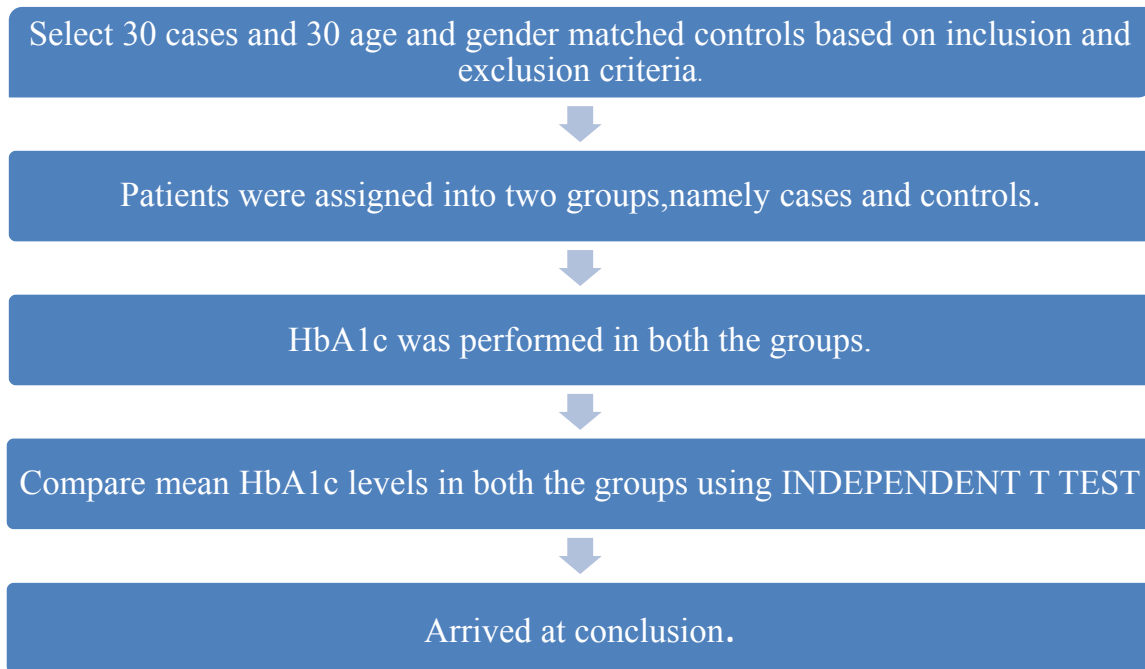 Select 30 cases and 30 age and gender matched controls based on inclusion and
exclusion criteria.
Patients were assigned into two groups,namely cases and controls.
HbA1c was performed in both the groups.
Compare mean HbA1c levels in both the groups using INDEPENDENT T TEST
Arrived at conclusion.